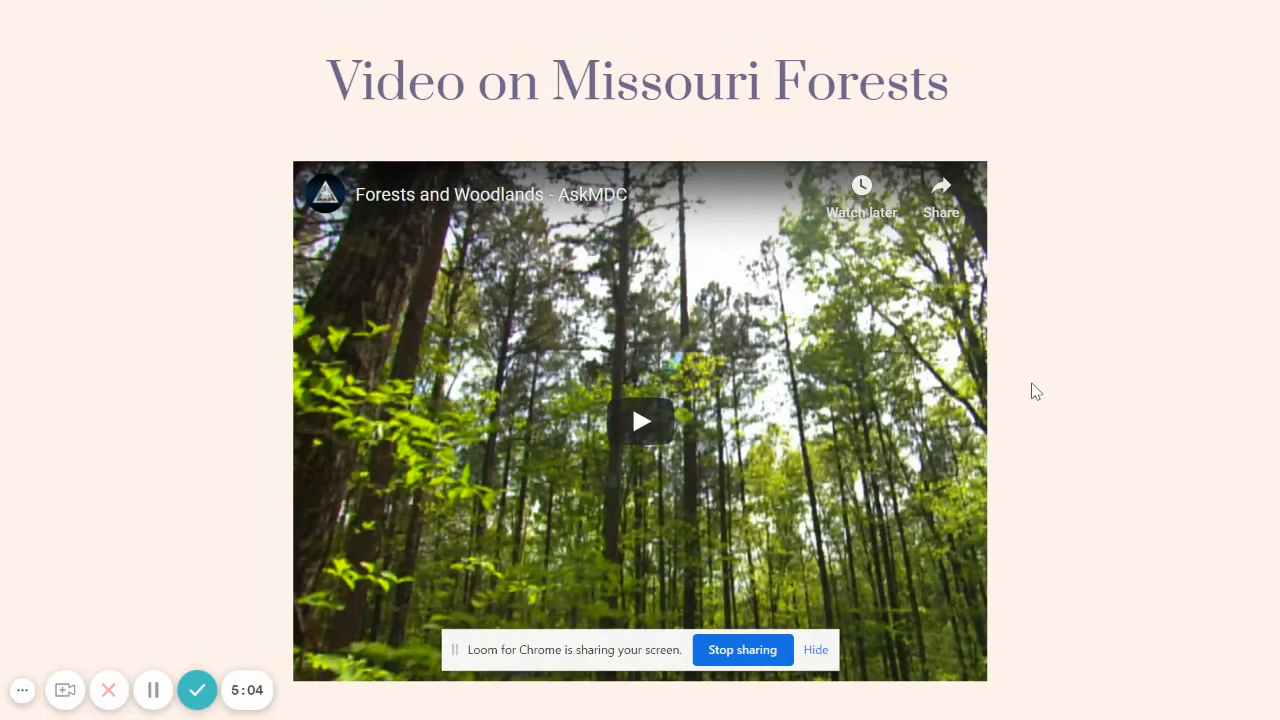 Video on Missouri Forests
Forests and Woodlands - AskMDC
Watch later
Share
Loom for Chrome is sharing your screen.
Stop sharing
Hide
5:04